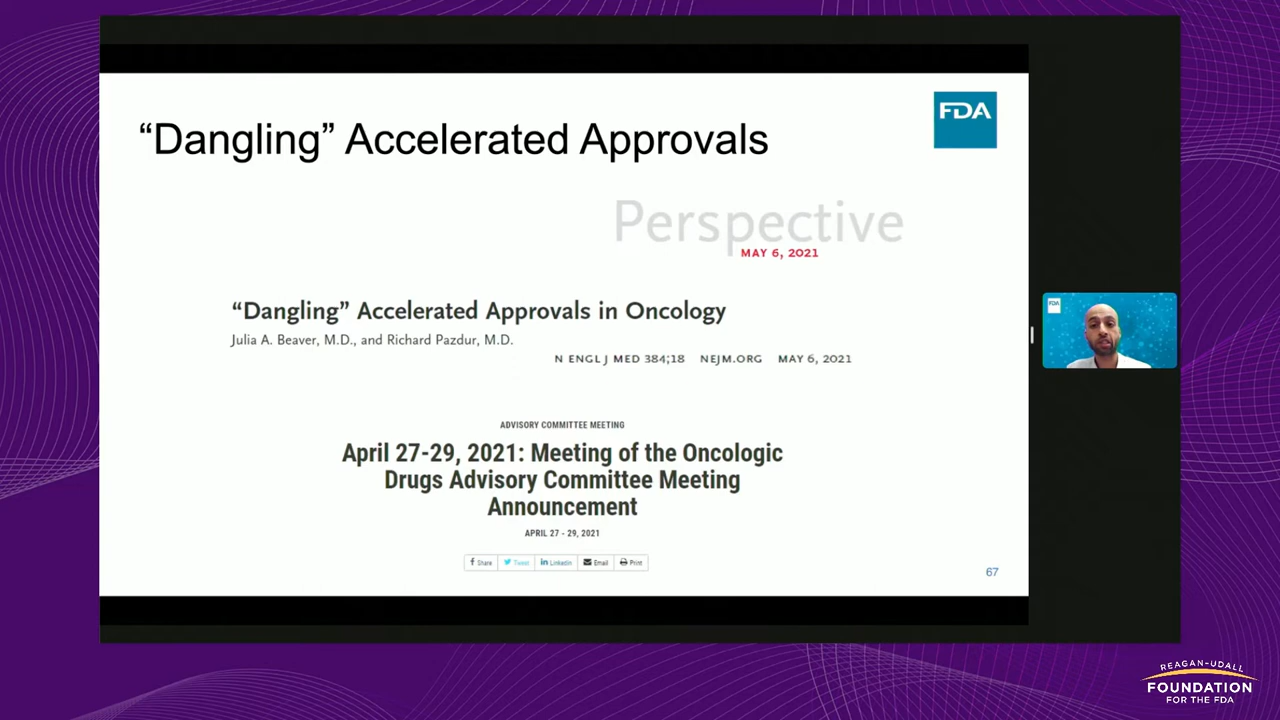 “Dangling” Accelerated Approvals
FDA
Perspective
MAY 6, 2021
“Dangling” Accelerated Approvals in Oncology
Julia A. Beaver, M.D., and Richard Pazdur, M.D.
N ENGL J MED 384;18 NEJM.ORG MAY 6, 2021
ADVISORY COMMITTEE MEETING
April 27-29, 2021: Meeting of the Oncologic
Drugs Advisory Committee Meeting
Announcement
APRIL 27 - 29, 2021
f Share Tweet in Linkedin Email Print
67
FDA
REAGAN-UDALL
FOUNDATION
FOR THE FDA